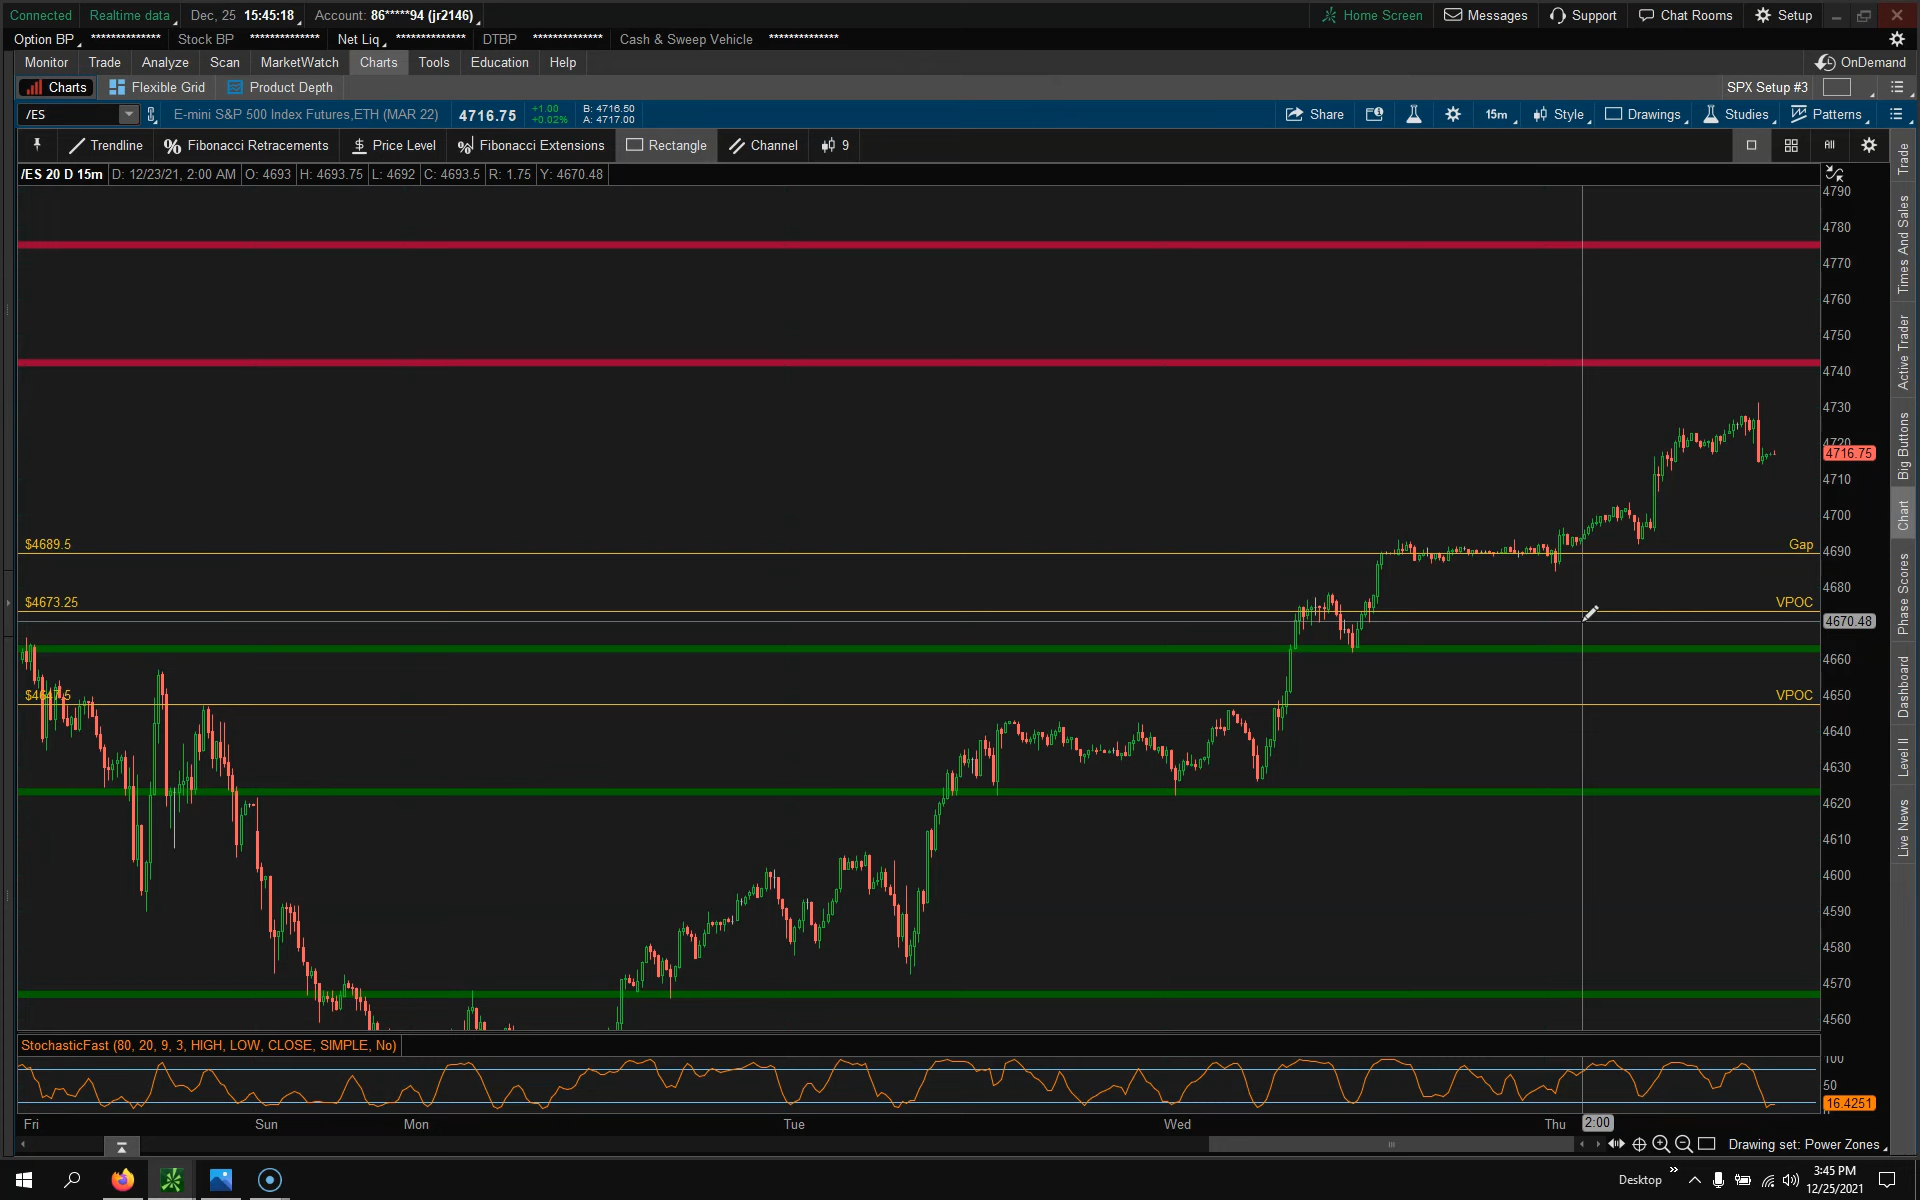 Connected Realtime data Dec, 25 15:45:18 Account: 86*****94 (jr2146) Home Screen Messages Support Chat Rooms Setup
Option BP ************** Stock BP ************** Net Liq ************** DTBP ************** Cash & Sweep Vehicle **************
Monitor Trade Analyze Scan MarketWatch Charts Tools Education Help OnDemand
Charts Flexible Grid Product Depth SPX Setup #3
/ES E-mini S&P 500 Index Futures,ETH (MAR 22) 4716.75 +1.00 B: 4716.50 Share 15m Style Drawings Studies Patterns
+0.02% A: 4717.00
Trendline Fibonacci Retracements Price Level Fibonacci Extensions Rectangle Channel 9 All
/ES 20 D 15m D: 12/23/21, 2:00 AM O: 4693 H: 4693.75 L: 4692 C: 4693.5 R: 1.75 Y: 4670.48
4790
4780
4770
4760
4750
4740
4730
4720
4716.75
4710
4700
$4689.5 Gap
4690
4680
$4673.25 VPOC
4670.48
4660
VPOC
4650
4640
4630
4620
4610
4600
4590
4580
4570
4560
StochasticFast (80, 20, 9, 3, HIGH, LOW, CLOSE, SIMPLE, No)
100
50
16.4251
Fri Sun Mon Tue Wed Thu 2:00
Drawing set: Power Zones
Trade
Times And Sales
Active Trader
Big Buttons
Chart
Phase Scores
Dashboard
Level II
Live News
Desktop 3:45 PM
12/25/2021